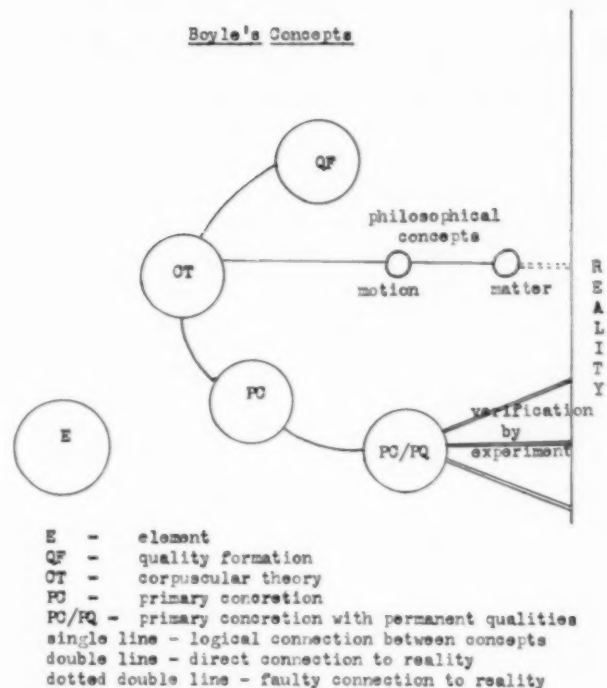 Boyle's Concepts
QF
philosophical
concepts
CT
motion
matter
REALITY
PC
E
PC/PQ
verification
by
experiment
E - element
QF - quality formation
CT - corpuscular theory
PC - primary concretion
PC/PQ - primary concretion with permanent qualities
single line - logical connection between concepts
double line - direct connection to reality
dotted double line - faulty connection to reality